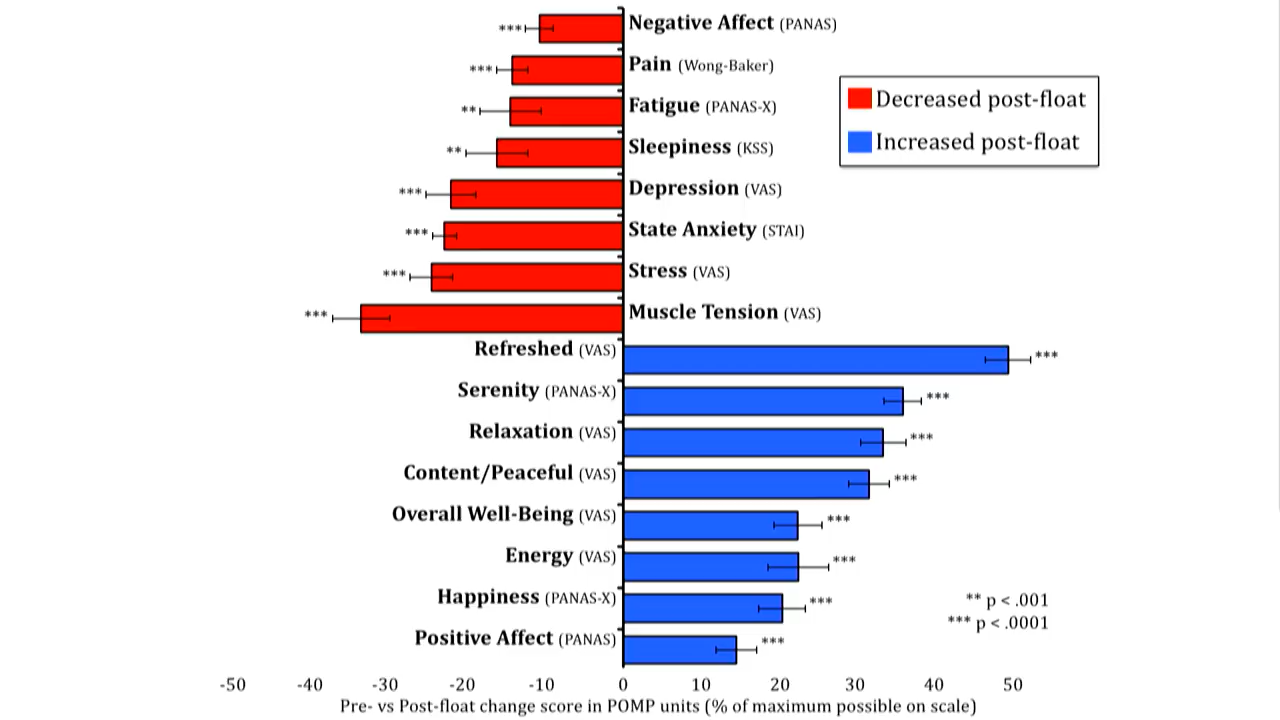 *** Negative Affect (PANAS)
*** Pain (Wong-Baker)
** Fatigue (PANAS-X)
** Sleepiness (KSS)
*** Depression (VAS)
*** State Anxiety (STAI)
*** Stress (VAS)
*** Muscle Tension (VAS)
Decreased post-float
Increased post-float
Refreshed (VAS) ***
Serenity (PANAS-X) ***
Relaxation (VAS) ***
Content/Peaceful (VAS) ***
Overall Well-Being (VAS) ***
Energy (VAS) ***
Happiness (PANAS-X) ***
Positive Affect (PANAS) ***
** p < .001
*** p < .0001
-50 -40 -30 -20 -10 0 10 20 30 40 50
Pre- vs Post-float change score in POMP units (% of maximum possible on scale)